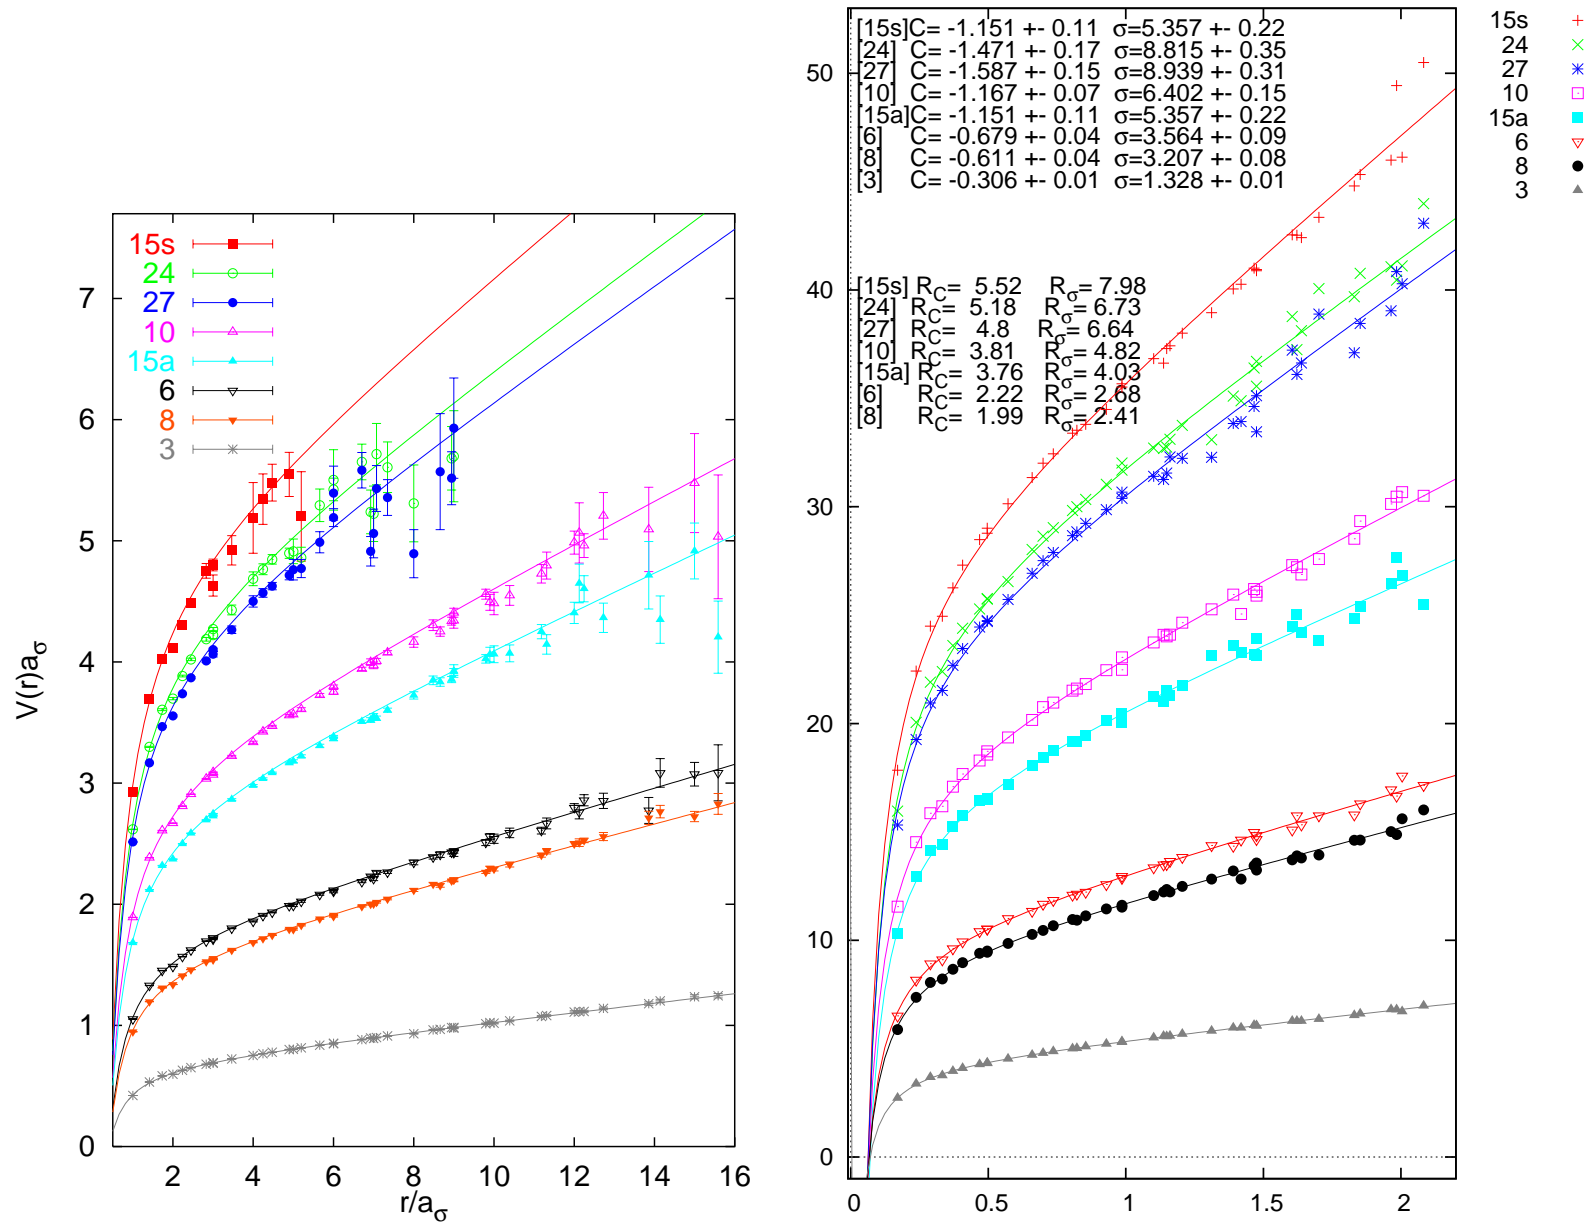 V(r)a_σ
7
6
5
4
3
2
1
0
15s
24
27
10
15a
6
8
3
2 4 6 8 10 12 14 16
r/a_σ
[15s]C= -1.151 +- 0.11 σ=5.357 +- 0.22
[24] C= -1.471 +- 0.17 σ=8.815 +- 0.35
[27] C= -1.587 +- 0.15 σ=8.939 +- 0.31
[10] C= -1.167 +- 0.07 σ=6.402 +- 0.15
[15a]C= -1.151 +- 0.11 σ=5.357 +- 0.22
[6] C= -0.679 +- 0.04 σ=3.564 +- 0.09
[8] C= -0.611 +- 0.04 σ=3.207 +- 0.08
[3] C= -0.306 +- 0.01 σ=1.328 +- 0.01
[15s] R_C= 5.52 R_σ= 7.98
[24] R_C= 5.18 R_σ= 6.73
[27] R_C= 4.8 R_σ= 6.64
[10] R_C= 3.81 R_σ= 4.82
[15a] R_C= 3.76 R_σ= 4.03
[6] R_C= 2.22 R_σ= 2.68
[8] R_C= 1.99 R_σ= 2.41
50
40
30
20
10
0
0 0.5 1 1.5 2
15s
24
27
10
15a
6
8
3